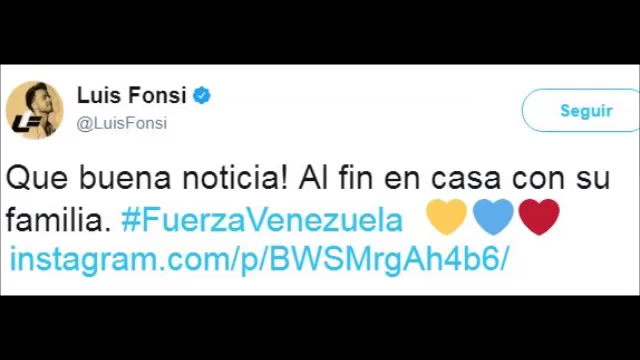 Luis Fonsi
@LuisFonsi
Seguir
Que buena noticia! Al fin en casa con su
familia. #FuerzaVenezuela 💛💙❤️
instagram.com/p/BWSMrgAh4b6/